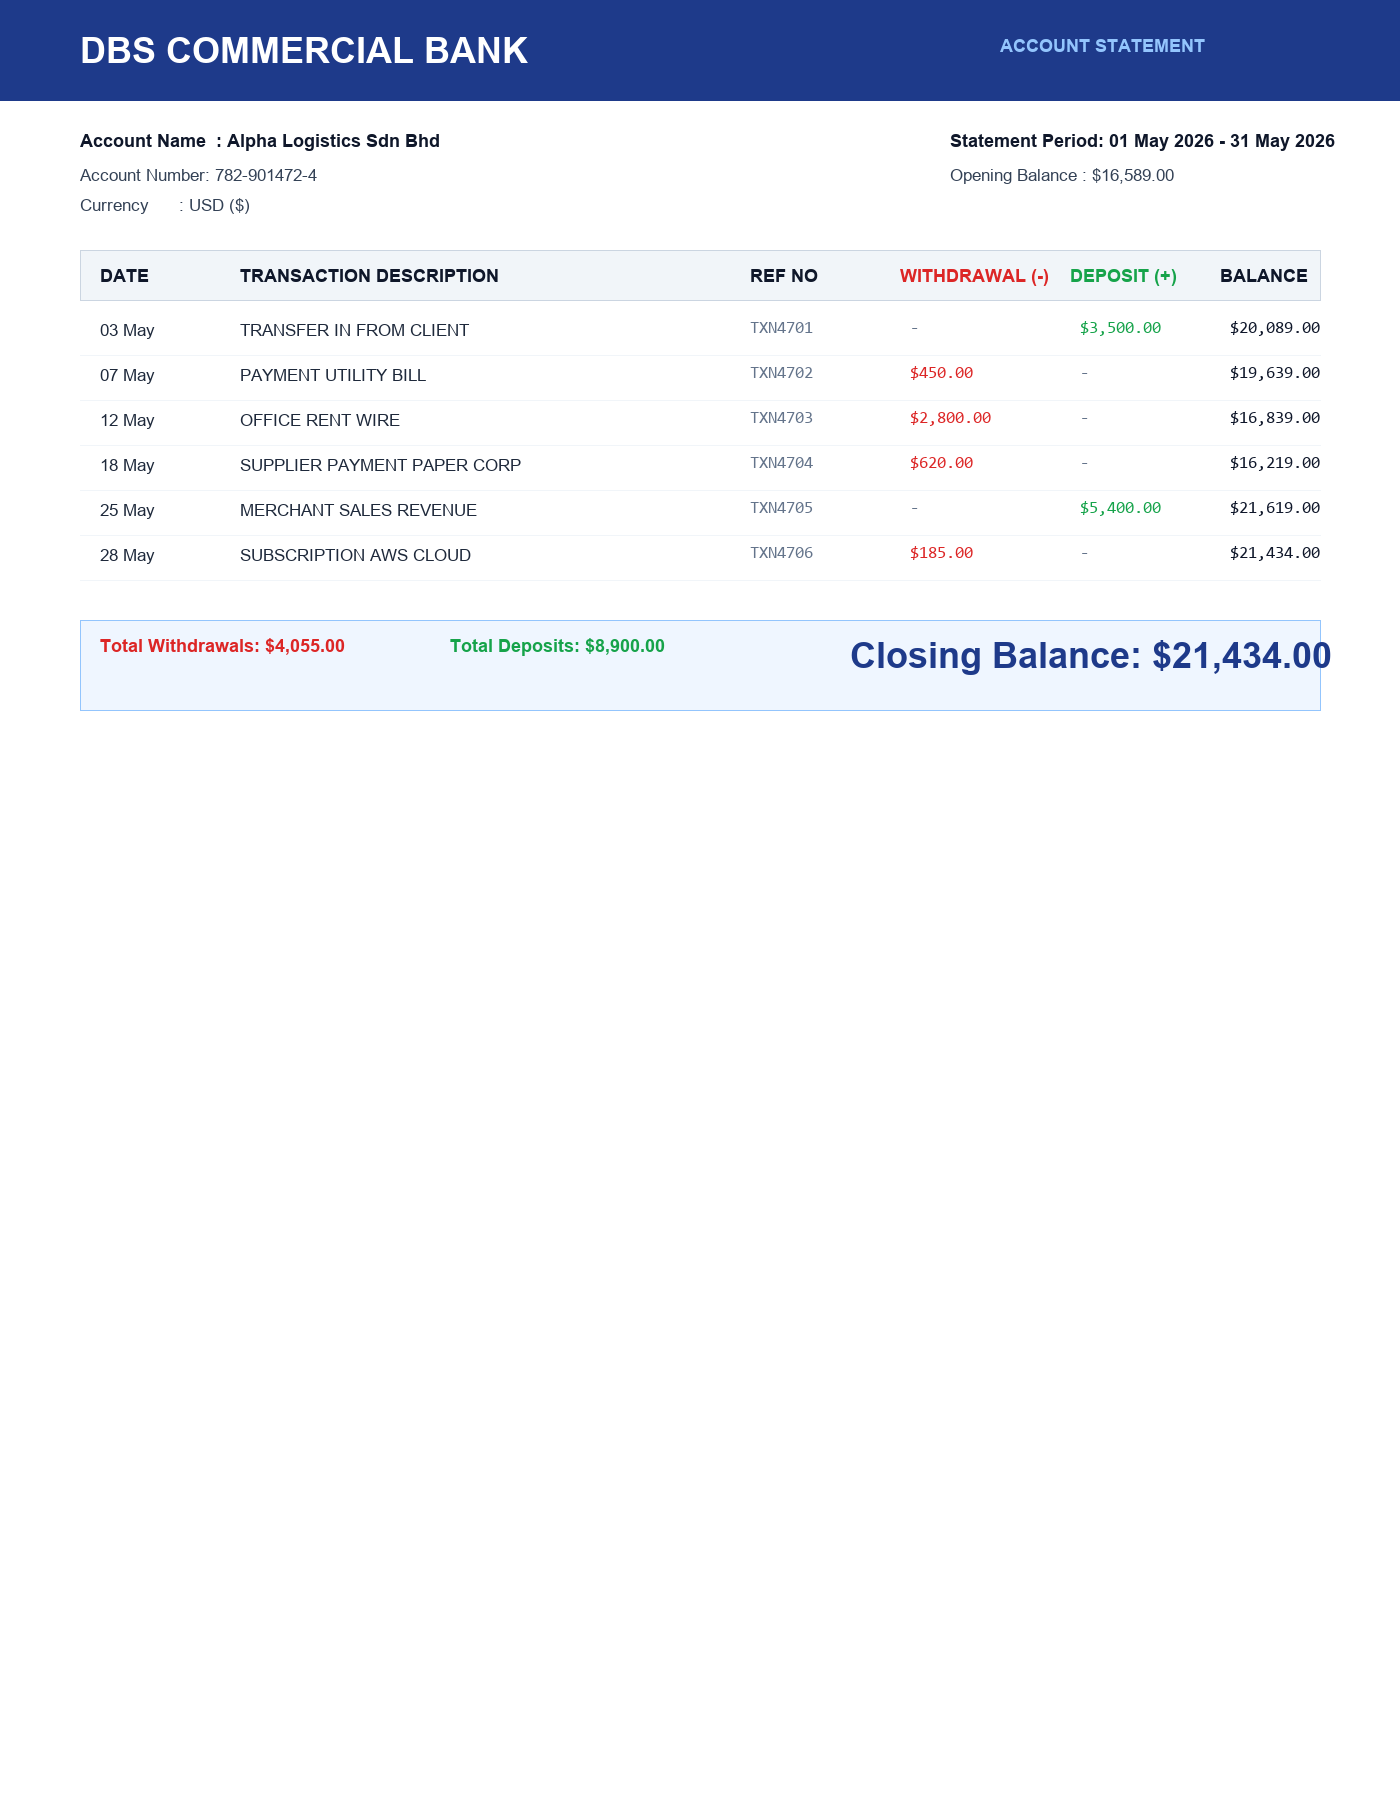 DBS COMMERCIAL BANK ACCOUNT STATEMENT
Account Name : Alpha Logistics Sdn Bhd Statement Period: 01 May 2026 - 31 May 2026
Account Number: 782-901472-4 Opening Balance : $16,589.00
Currency : USD ($)
DATE TRANSACTION DESCRIPTION REF NO WITHDRAWAL (-) DEPOSIT (+) BALANCE
03 May TRANSFER IN FROM CLIENT TXN4701 - $3,500.00 $20,089.00
07 May PAYMENT UTILITY BILL TXN4702 $450.00 - $19,639.00
12 May OFFICE RENT WIRE TXN4703 $2,800.00 - $16,839.00
18 May SUPPLIER PAYMENT PAPER CORP TXN4704 $620.00 - $16,219.00
25 May MERCHANT SALES REVENUE TXN4705 - $5,400.00 $21,619.00
28 May SUBSCRIPTION AWS CLOUD TXN4706 $185.00 - $21,434.00
Total Withdrawals: $4,055.00 Total Deposits: $8,900.00 Closing Balance: $21,434.00